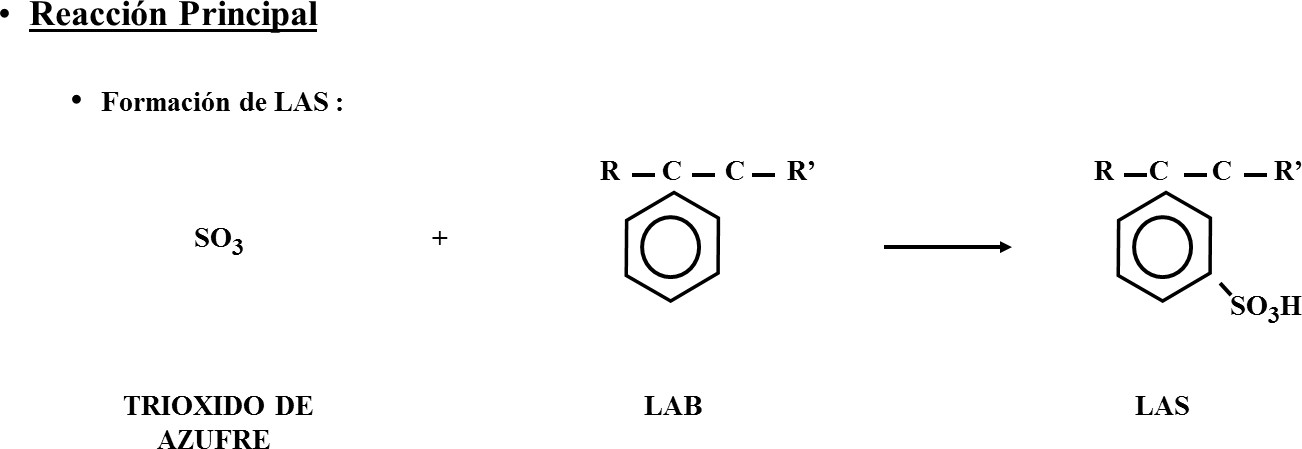 • Reacción Principal
• Formación de LAS :
R — C — C — R’
R — C — C — R’
SO3
+
SO3H
TRIOXIDO DE
AZUFRE
LAB
LAS